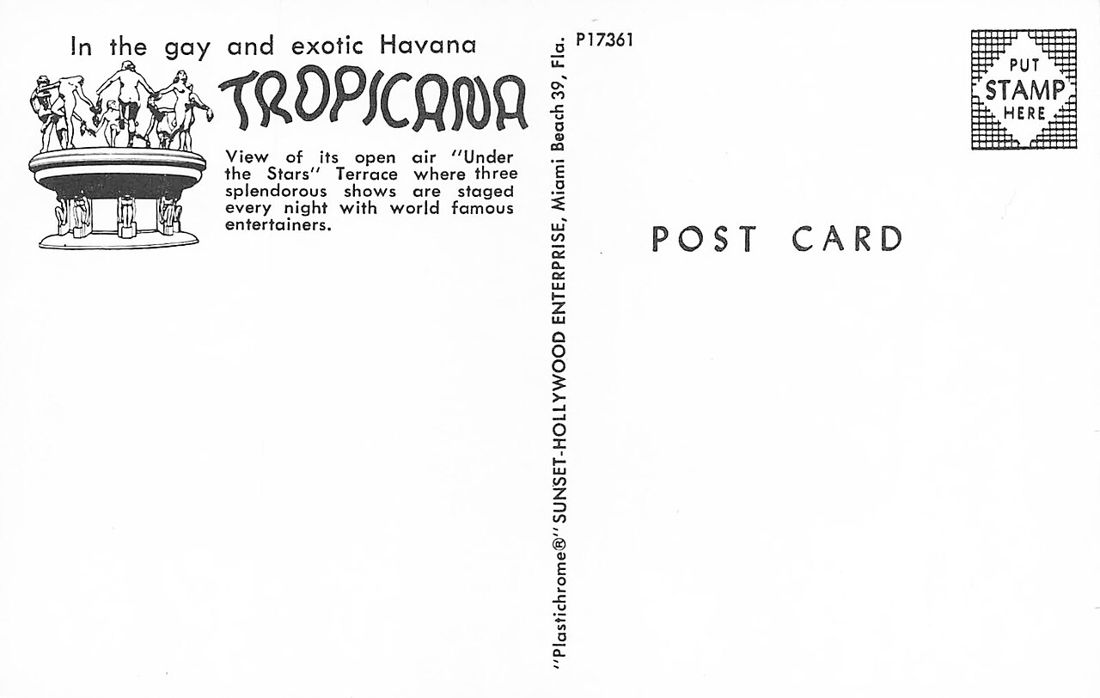 In the gay and exotic Havana
TROPICANA
View of its open air "Under
the Stars" Terrace where three
splendorous shows are staged
every night with world famous
entertainers.
"Plastichrome®" SUNSET-HOLLYWOOD ENTERPRISE, Miami Beach 39, Fla.
P17361
PUT
STAMP
HERE
POST CARD